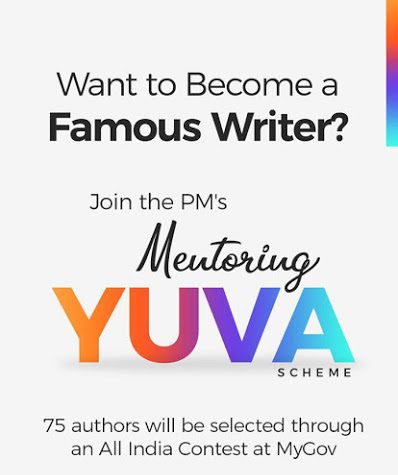 Want to Become a
Famous Writer?
Join the PM's
Mentoring
YUVA
SCHEME
75 authors will be selected through
an All India Contest at MyGov